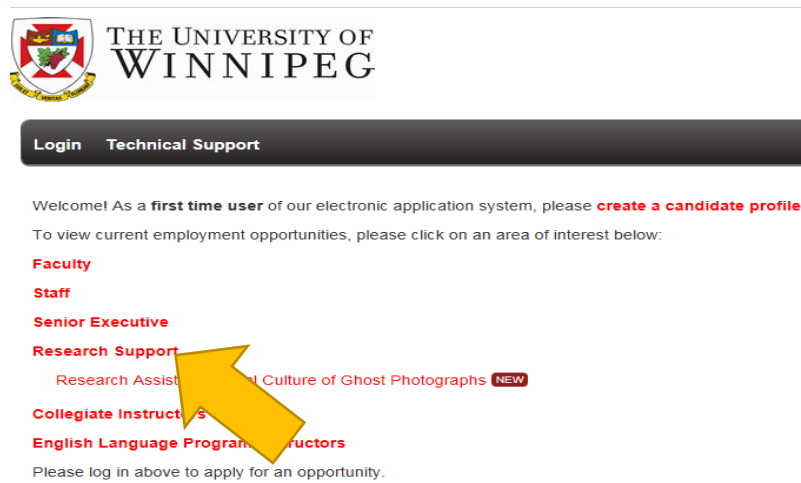 THE UNIVERSITY OF
WINNIPEG
Login Technical Support
Welcome! As a first time user of our electronic application system, please create a candidate profile
To view current employment opportunities, please click on an area of interest below:
Faculty
Staff
Senior Executive
Research Support
Research Culture of Ghost Photographs NEW
Collegiate
English Language
Please log in above to apply for an opportunity.